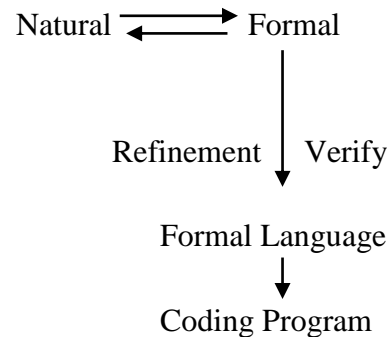 Natural Formal
Refinement Verify
Formal Language
Coding Program